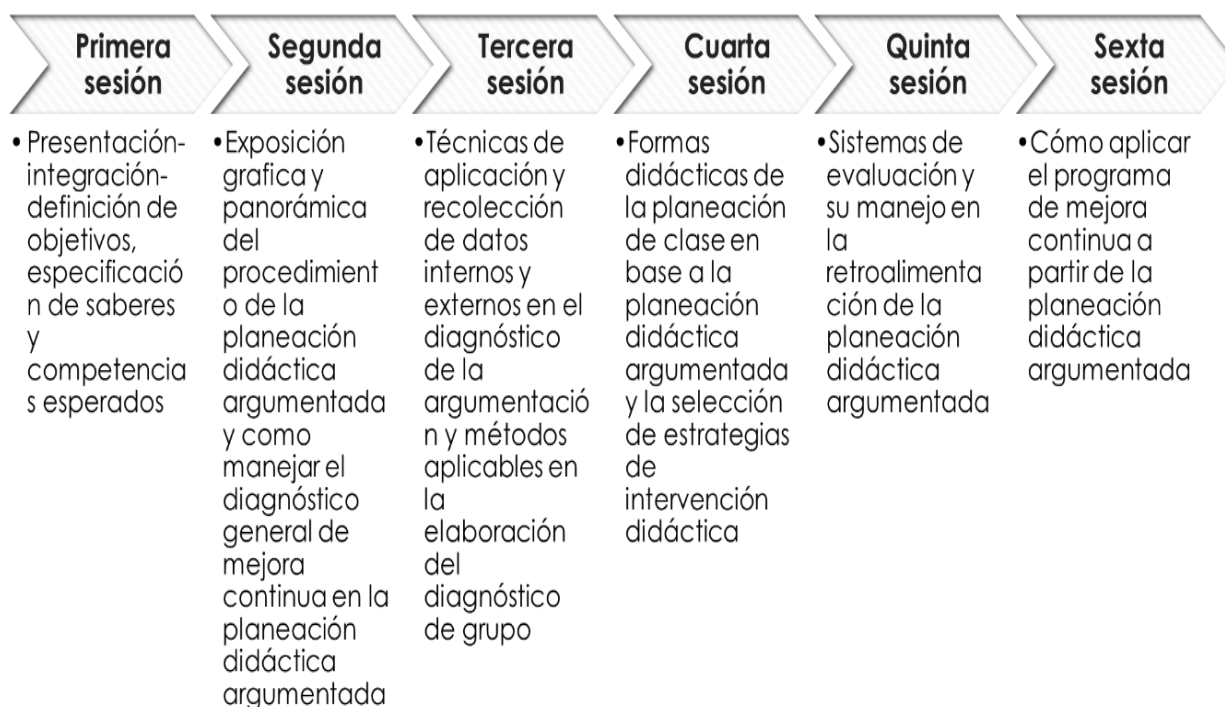 Primera
sesión
• Presentación-
integración-
definición de
objetivos,
especificació
n de saberes
y
competencia
s esperados
Segunda
sesión
• Exposición
grafica y
panorámica
del
procedimient
o de la
planeación
didáctica
argumentada
y como
manejar el
diagnóstico
general de
mejora
continua en la
planeación
didáctica
argumentada
Tercera
sesión
• Técnicas de
aplicación y
recolección
de datos
internos y
externos en el
diagnóstico
de la
argumentació
n y métodos
aplicables en
la
elaboración
del
diagnóstico
de grupo
Cuarta
sesión
• Formas
didácticas de
la planeación
de clase en
base a la
planeación
didáctica
argumentada
y la selección
de estrategias
de
intervención
didáctica
Quinta
sesión
• Sistemas de
evaluación y
su manejo en
la
retroalimenta
ción de la
planeación
didáctica
argumentada
Sexta
sesión
• Cómo aplicar
el programa
de mejora
continua a
partir de la
planeación
didáctica
argumentada